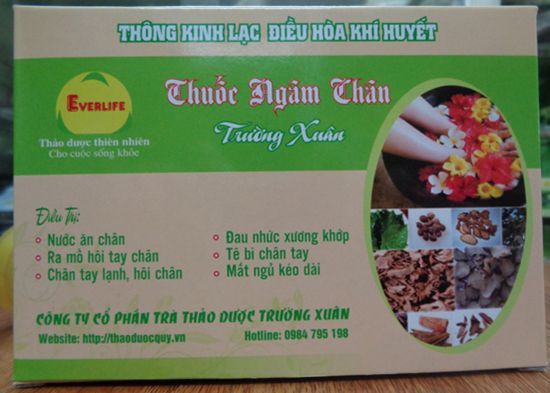 THÔNG KINH LẠC ĐIỀU HÒA KHÍ HUYẾT
EVERLIFE
Thảo dược thiên nhiên
Cho cuộc sống khỏe
Thuốc Ngâm Chân
Trường Xuân
Điều Trị:
Nước ăn chân
Ra mồ hôi tay chân
Chân tay lạnh, hôi chân
Đau nhức xương khớp
Tê bì chân tay
Mất ngủ kéo dài
CÔNG TY CỔ PHẦN TRÀ THẢO DƯỢC TRƯỜNG XUÂN
Website: http://thaoduocquy.vn Hotline: 0984 795 198